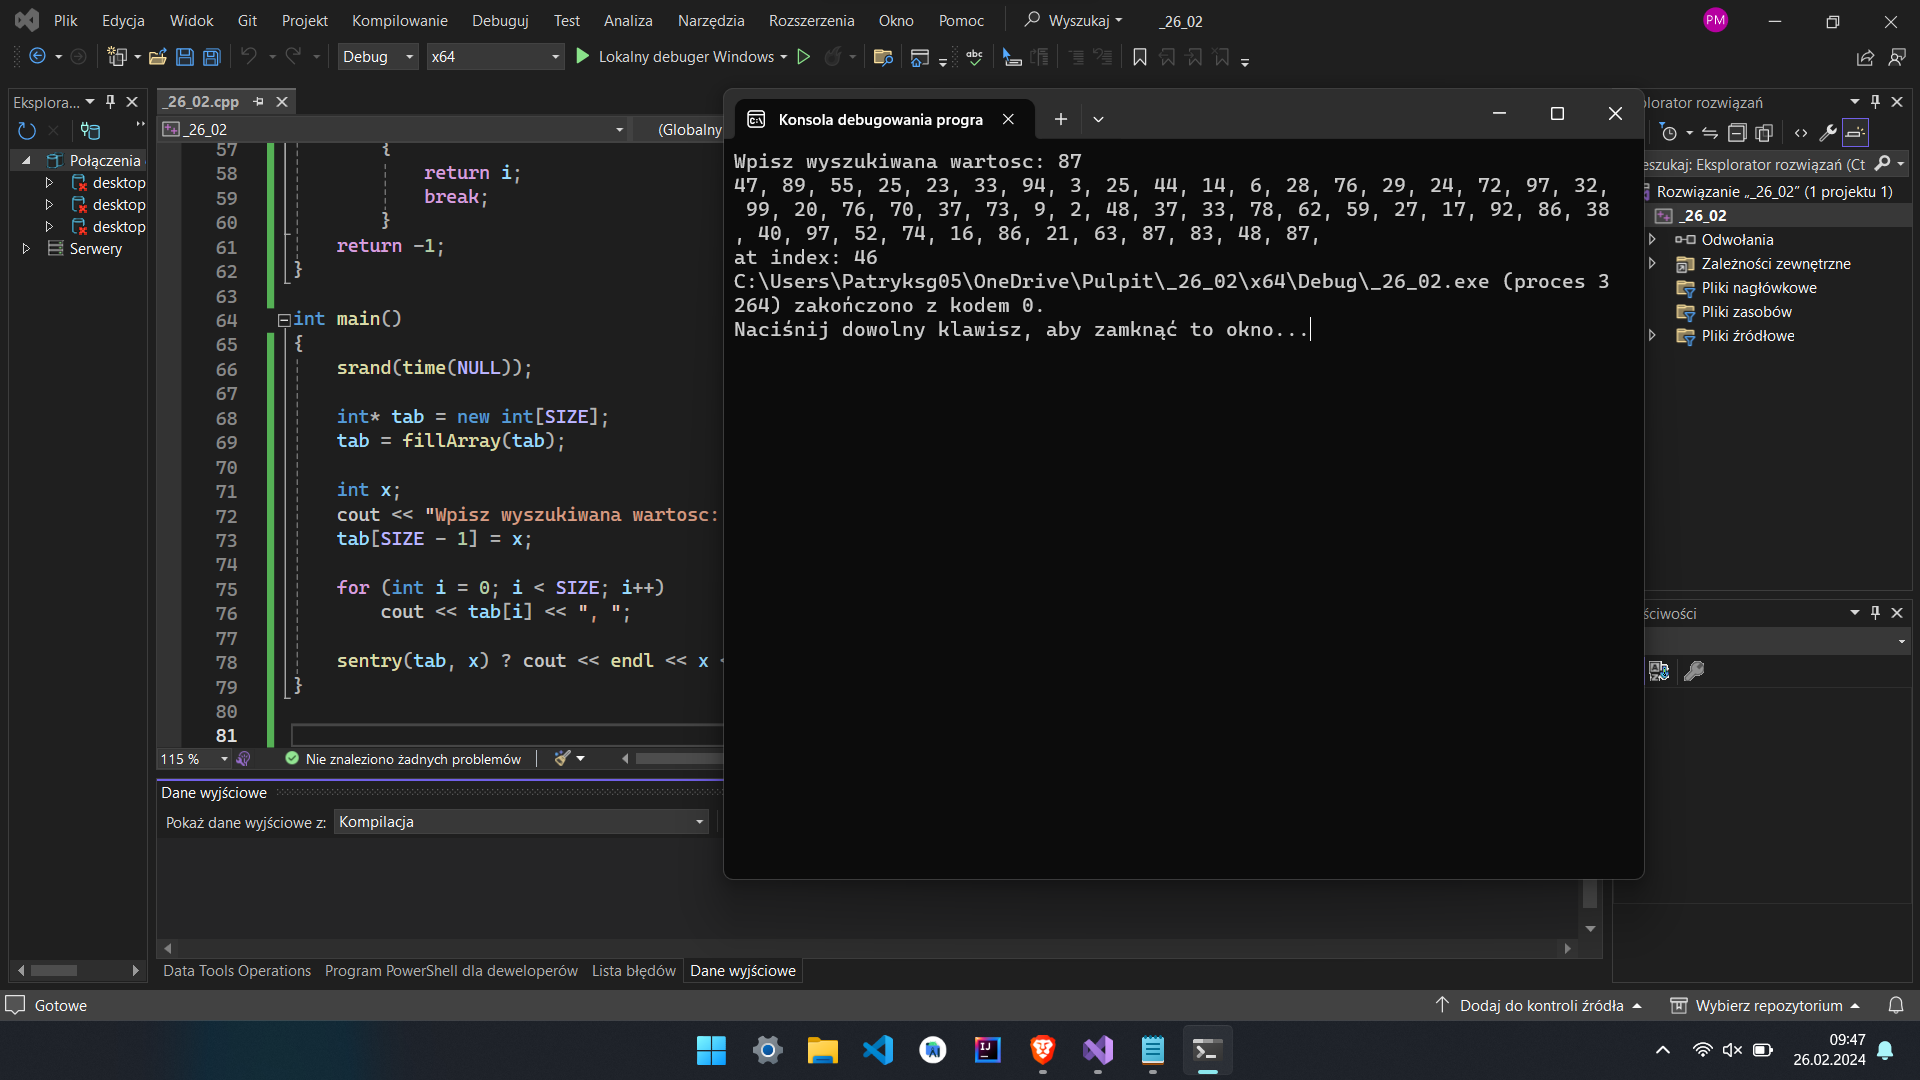 Plik Edycja Widok Git Projekt Kompilowanie Debuguj Test Analiza Narzędzia Rozszerzenia Okno Pomoc Wyszukaj _26_02 PM
Debug x64 Lokalny debuger Windows
Eksplora...
Połączenia
desktop
desktop
desktop
Serwery
_26_02.cpp
_26_02 (Globalny
57 {
58 return i;
59 break;
60 }
61 return -1;
62 }
63
64 int main()
65 {
66 srand(time(NULL));
67
68 int* tab = new int[SIZE];
69 tab = fillArray(tab);
70
71 int x;
72 cout << "Wpisz wyszukiwana wartosc:
73 tab[SIZE - 1] = x;
74
75 for (int i = 0; i < SIZE; i++)
76 cout << tab[i] << ", ";
77
78 sentry(tab, x) ? cout << endl << x <
79 }
80
81
115 % Nie znaleziono żadnych problemów
Dane wyjściowe
Pokaż dane wyjściowe z: Kompilacja
Data Tools Operations Program PowerShell dla deweloperów Lista błędów Dane wyjściowe
Konsola debugowania progra
Wpisz wyszukiwana wartosc: 87
47, 89, 55, 25, 23, 33, 94, 3, 25, 44, 14, 6, 28, 76, 29, 24, 72, 97, 32,
99, 20, 76, 70, 37, 73, 9, 2, 48, 37, 33, 78, 62, 59, 27, 17, 92, 86, 38
, 40, 97, 52, 74, 16, 86, 21, 63, 87, 83, 48, 87,
at index: 46
C:\Users\Patryksg05\OneDrive\Pulpit\_26_02\x64\Debug\_26_02.exe (proces 3
264) zakończono z kodem 0.
Naciśnij dowolny klawisz, aby zamknąć to okno...
lorator rozwiązań
eszukaj: Eksplorator rozwiązań (Ct
Rozwiązanie „_26_02” (1 projektu 1)
_26_02
Odwołania
Zależności zewnętrzne
Pliki nagłówkowe
Pliki zasobów
Pliki źródłowe
ściwości
Gotowe Dodaj do kontroli źródła Wybierz repozytorium
09:47
26.02.2024